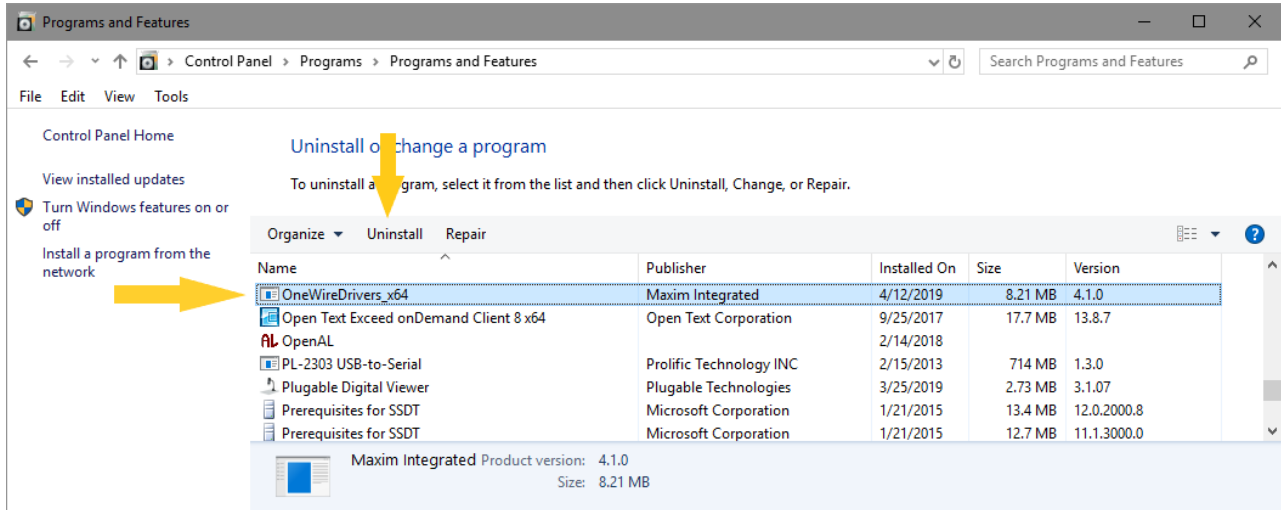 Programs and Features
Control Panel > Programs > Programs and Features
Search Programs and Features
File Edit View Tools
Control Panel Home
View installed updates
Turn Windows features on or
off
Install a program from the
network
Uninstall change a program
To uninstall a program, select it from the list and then click Uninstall, Change, or Repair.
Organize Uninstall Repair
?
Name Publisher Installed On Size Version
OneWireDrivers_x64 Maxim Integrated 4/12/2019 8.21 MB 4.1.0
Open Text Exceed onDemand Client 8 x64 Open Text Corporation 9/25/2017 17.7 MB 13.8.7
AL OpenAL 2/14/2018
PL-2303 USB-to-Serial Prolific Technology INC 2/15/2013 714 MB 1.3.0
Plugable Digital Viewer Plugable Technologies 3/25/2019 2.73 MB 3.1.07
Prerequisites for SSDT Microsoft Corporation 1/21/2015 13.4 MB 12.0.2000.8
Prerequisites for SSDT Microsoft Corporation 1/21/2015 12.7 MB 11.1.3000.0
Maxim Integrated Product version: 4.1.0
Size: 8.21 MB